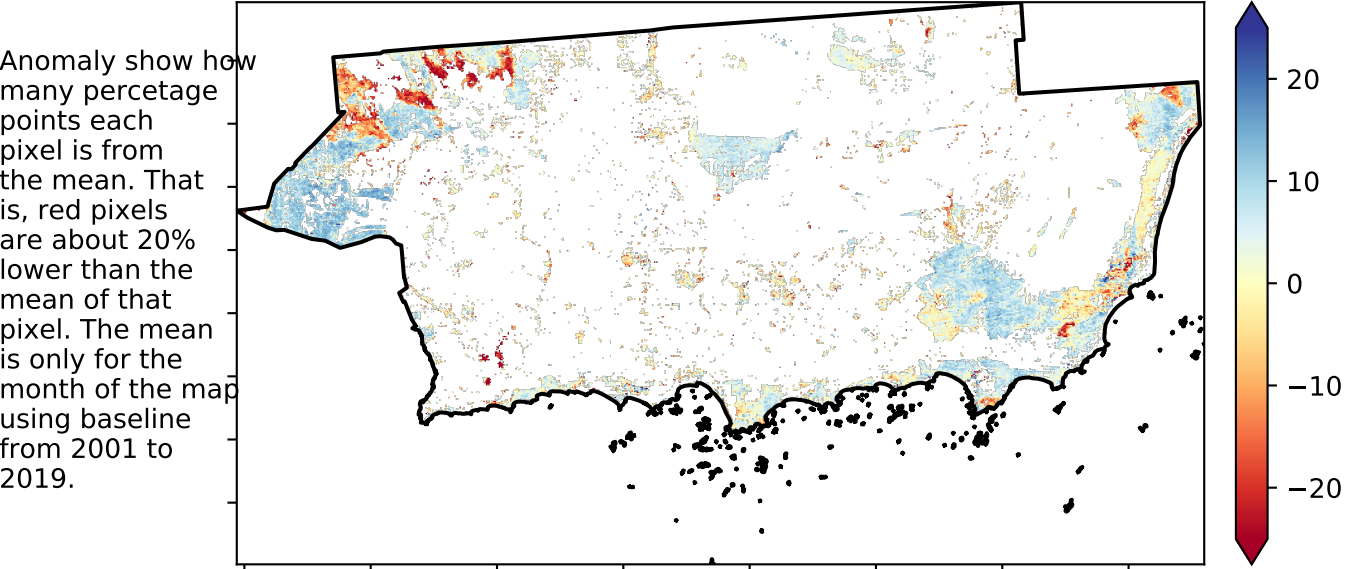 Anomaly show how
many percetage
points each
pixel is from
the mean. That
is, red pixels
are about 20%
lower than the
mean of that
pixel. The mean
is only for the
month of the map
using baseline
from 2001 to
2019.
20
10
0
−10
−20